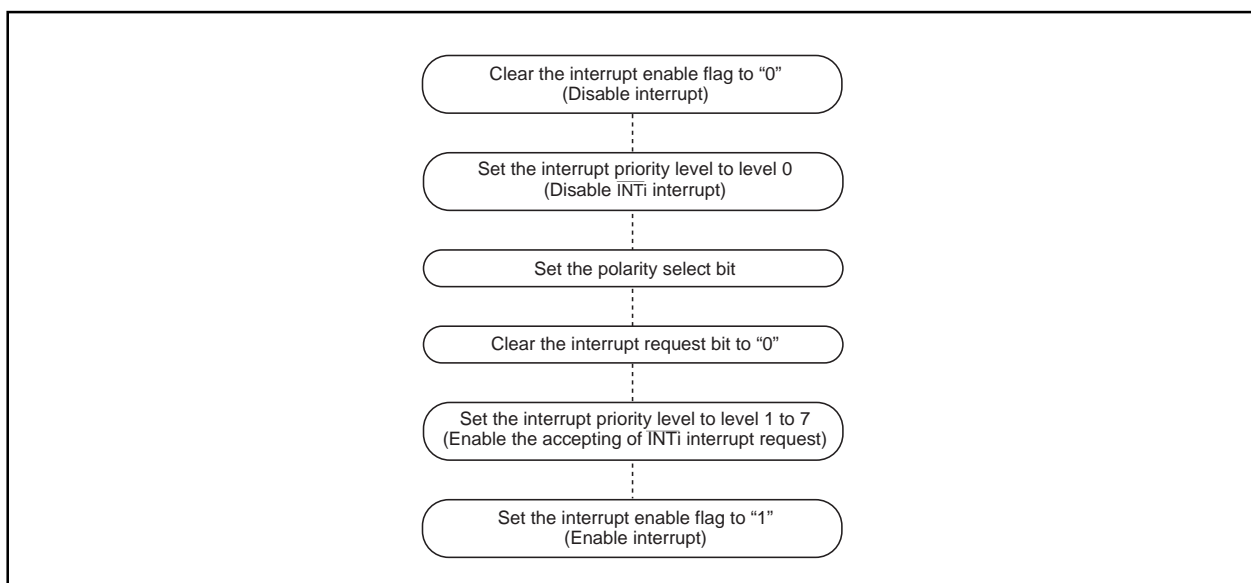 Clear the interrupt enable flag to “0”
(Disable interrupt)
Set the interrupt priority level to level 0
(Disable I̅N̅T̅i̅ interrupt)
Set the polarity select bit
Clear the interrupt request bit to “0”
Set the interrupt priority level to level 1 to 7
(Enable the accepting of I̅N̅T̅i̅ interrupt request)
Set the interrupt enable flag to “1”
(Enable interrupt)